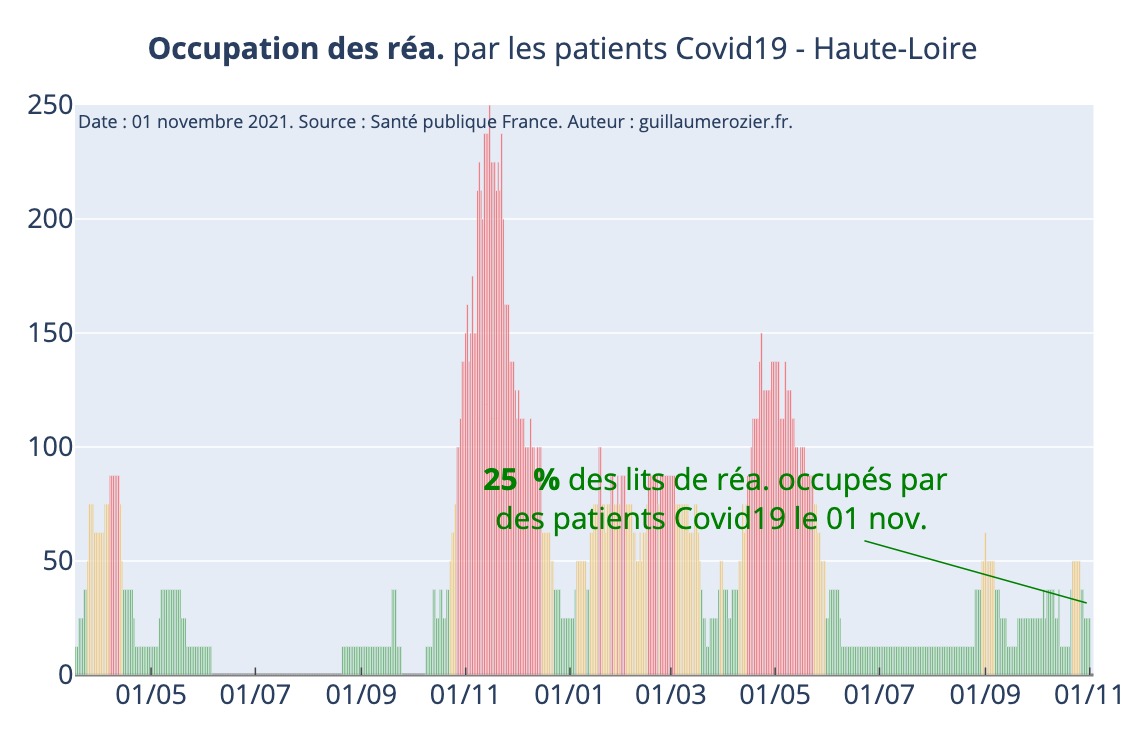 Occupation des réa. par les patients Covid19 - Haute-Loire
250
Date : 01 novembre 2021. Source : Santé publique France. Auteur : guillaumerozier.fr.
200
150
100
25 % des lits de réa. occupés par
des patients Covid19 le 01 nov.
50
0
01/05 01/07 01/09 01/11 01/01 01/03 01/05 01/07 01/09 01/11